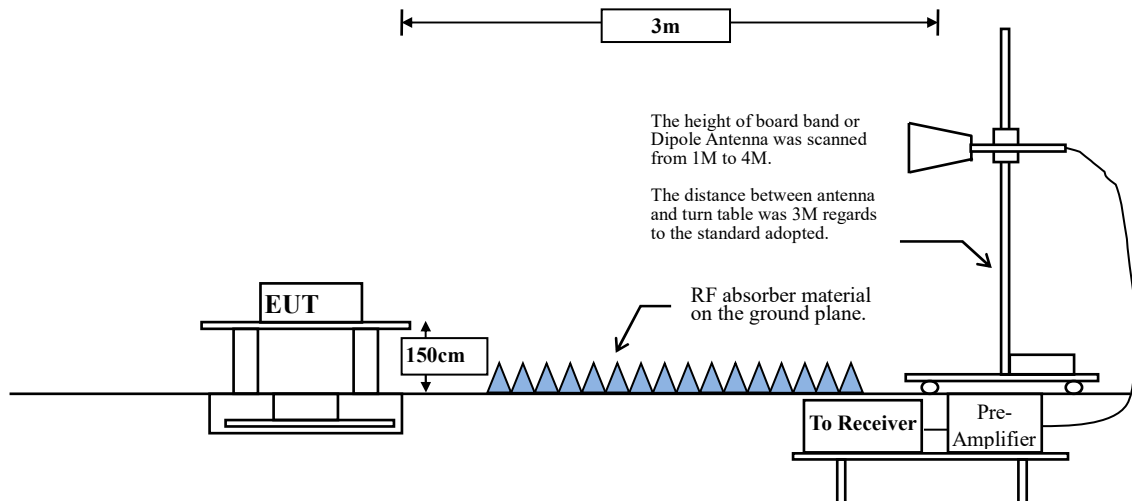 3m
The height of board band or
Dipole Antenna was scanned
from 1M to 4M.
The distance between antenna
and turn table was 3M regards
to the standard adopted.
RF absorber material
on the ground plane.
EUT
150cm
To Receiver
Pre-
Amplifier